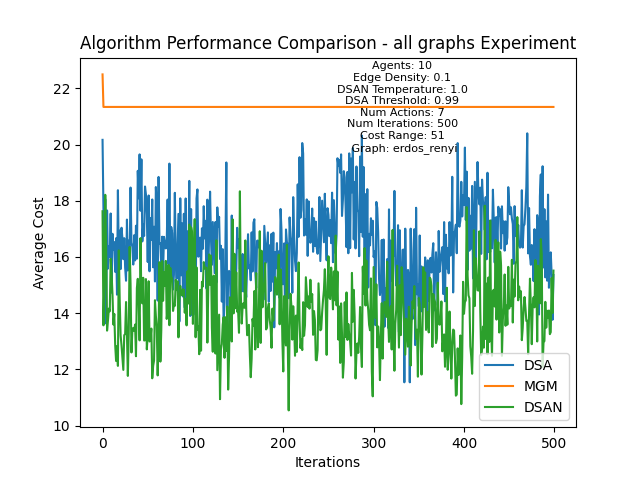 Algorithm Performance Comparison - all graphs Experiment
Agents: 10
Edge Density: 0.1
DSAN Temperature: 1.0
DSA Threshold: 0.99
Num Actions: 7
Num Iterations: 500
Cost Range: 51
Graph: erdos_renyi
Average Cost
22
20
18
16
14
12
10
0
100
200
300
400
500
Iterations
DSA
MGM
DSAN